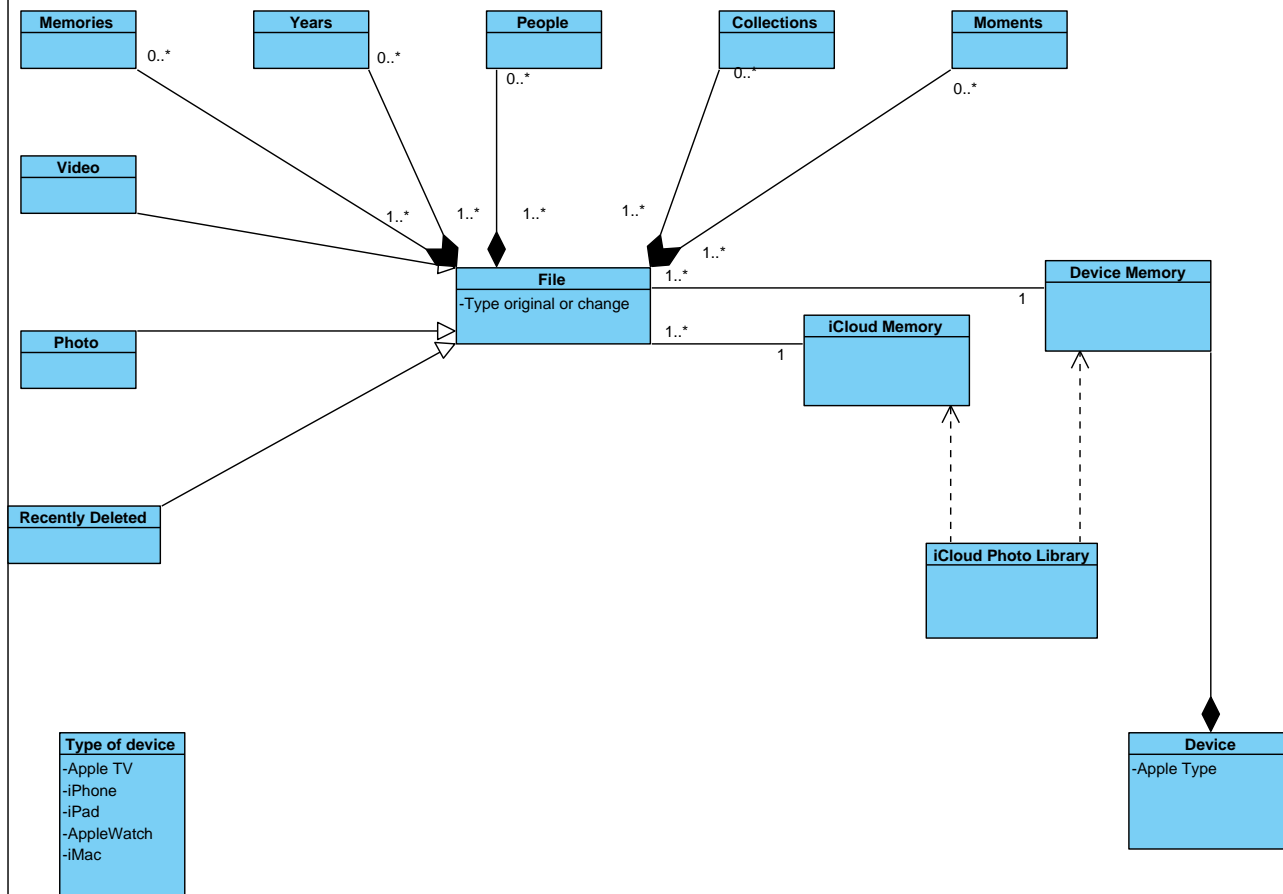 Memories
Years
People
Collections
Moments
0..*
0..*
0..*
0..*
0..*
Video
1..*
1..*
1..*
1..*
1..*
File
-Type original or change
1..*
1
Device Memory
1..*
1
iCloud Memory
Photo
Recently Deleted
iCloud Photo Library
Type of device
-Apple TV
-iPhone
-iPad
-AppleWatch
-iMac
Device
-Apple Type